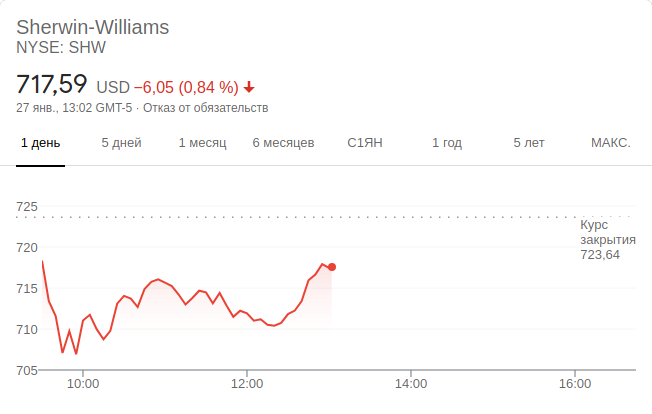 Sherwin-Williams
NYSE: SHW
717,59 USD −6,05 (0,84 %)
27 янв., 13:02 GMT-5 · Отказ от обязательств
1 день 5 дней 1 месяц 6 месяцев С1ЯН 1 год 5 лет МАКС.
725
Курс
закрытия
723,64
720
715
710
705
10:00 12:00 14:00 16:00